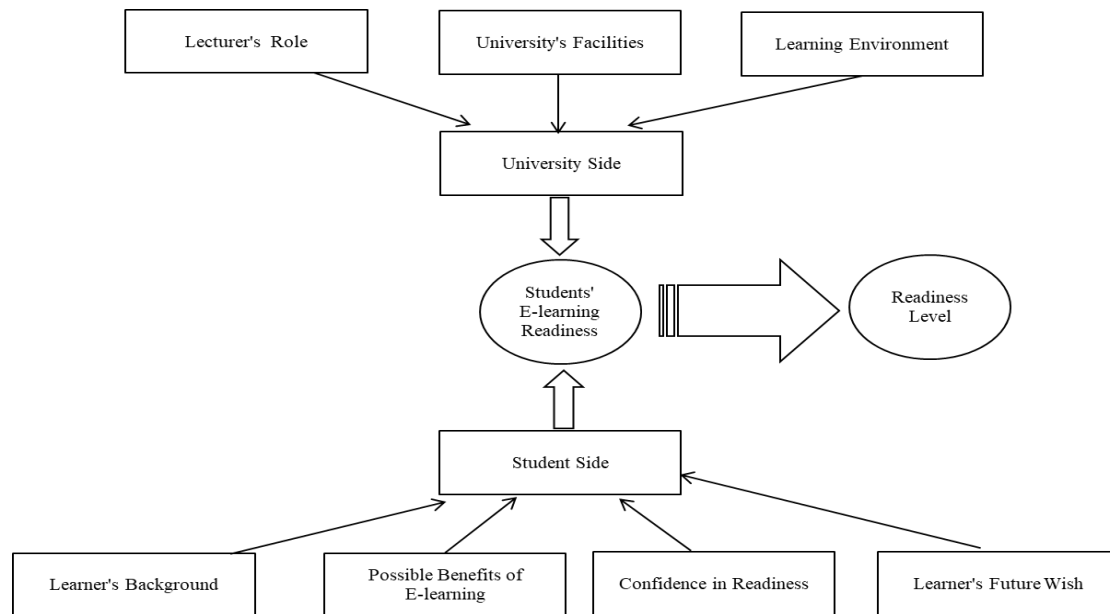 Lecturer's Role
University's Facilities
Learning Environment
University Side
Students'
E-learning
Readiness
Readiness
Level
Student Side
Learner's Background
Possible Benefits of
E-learning
Confidence in Readiness
Learner's Future Wish